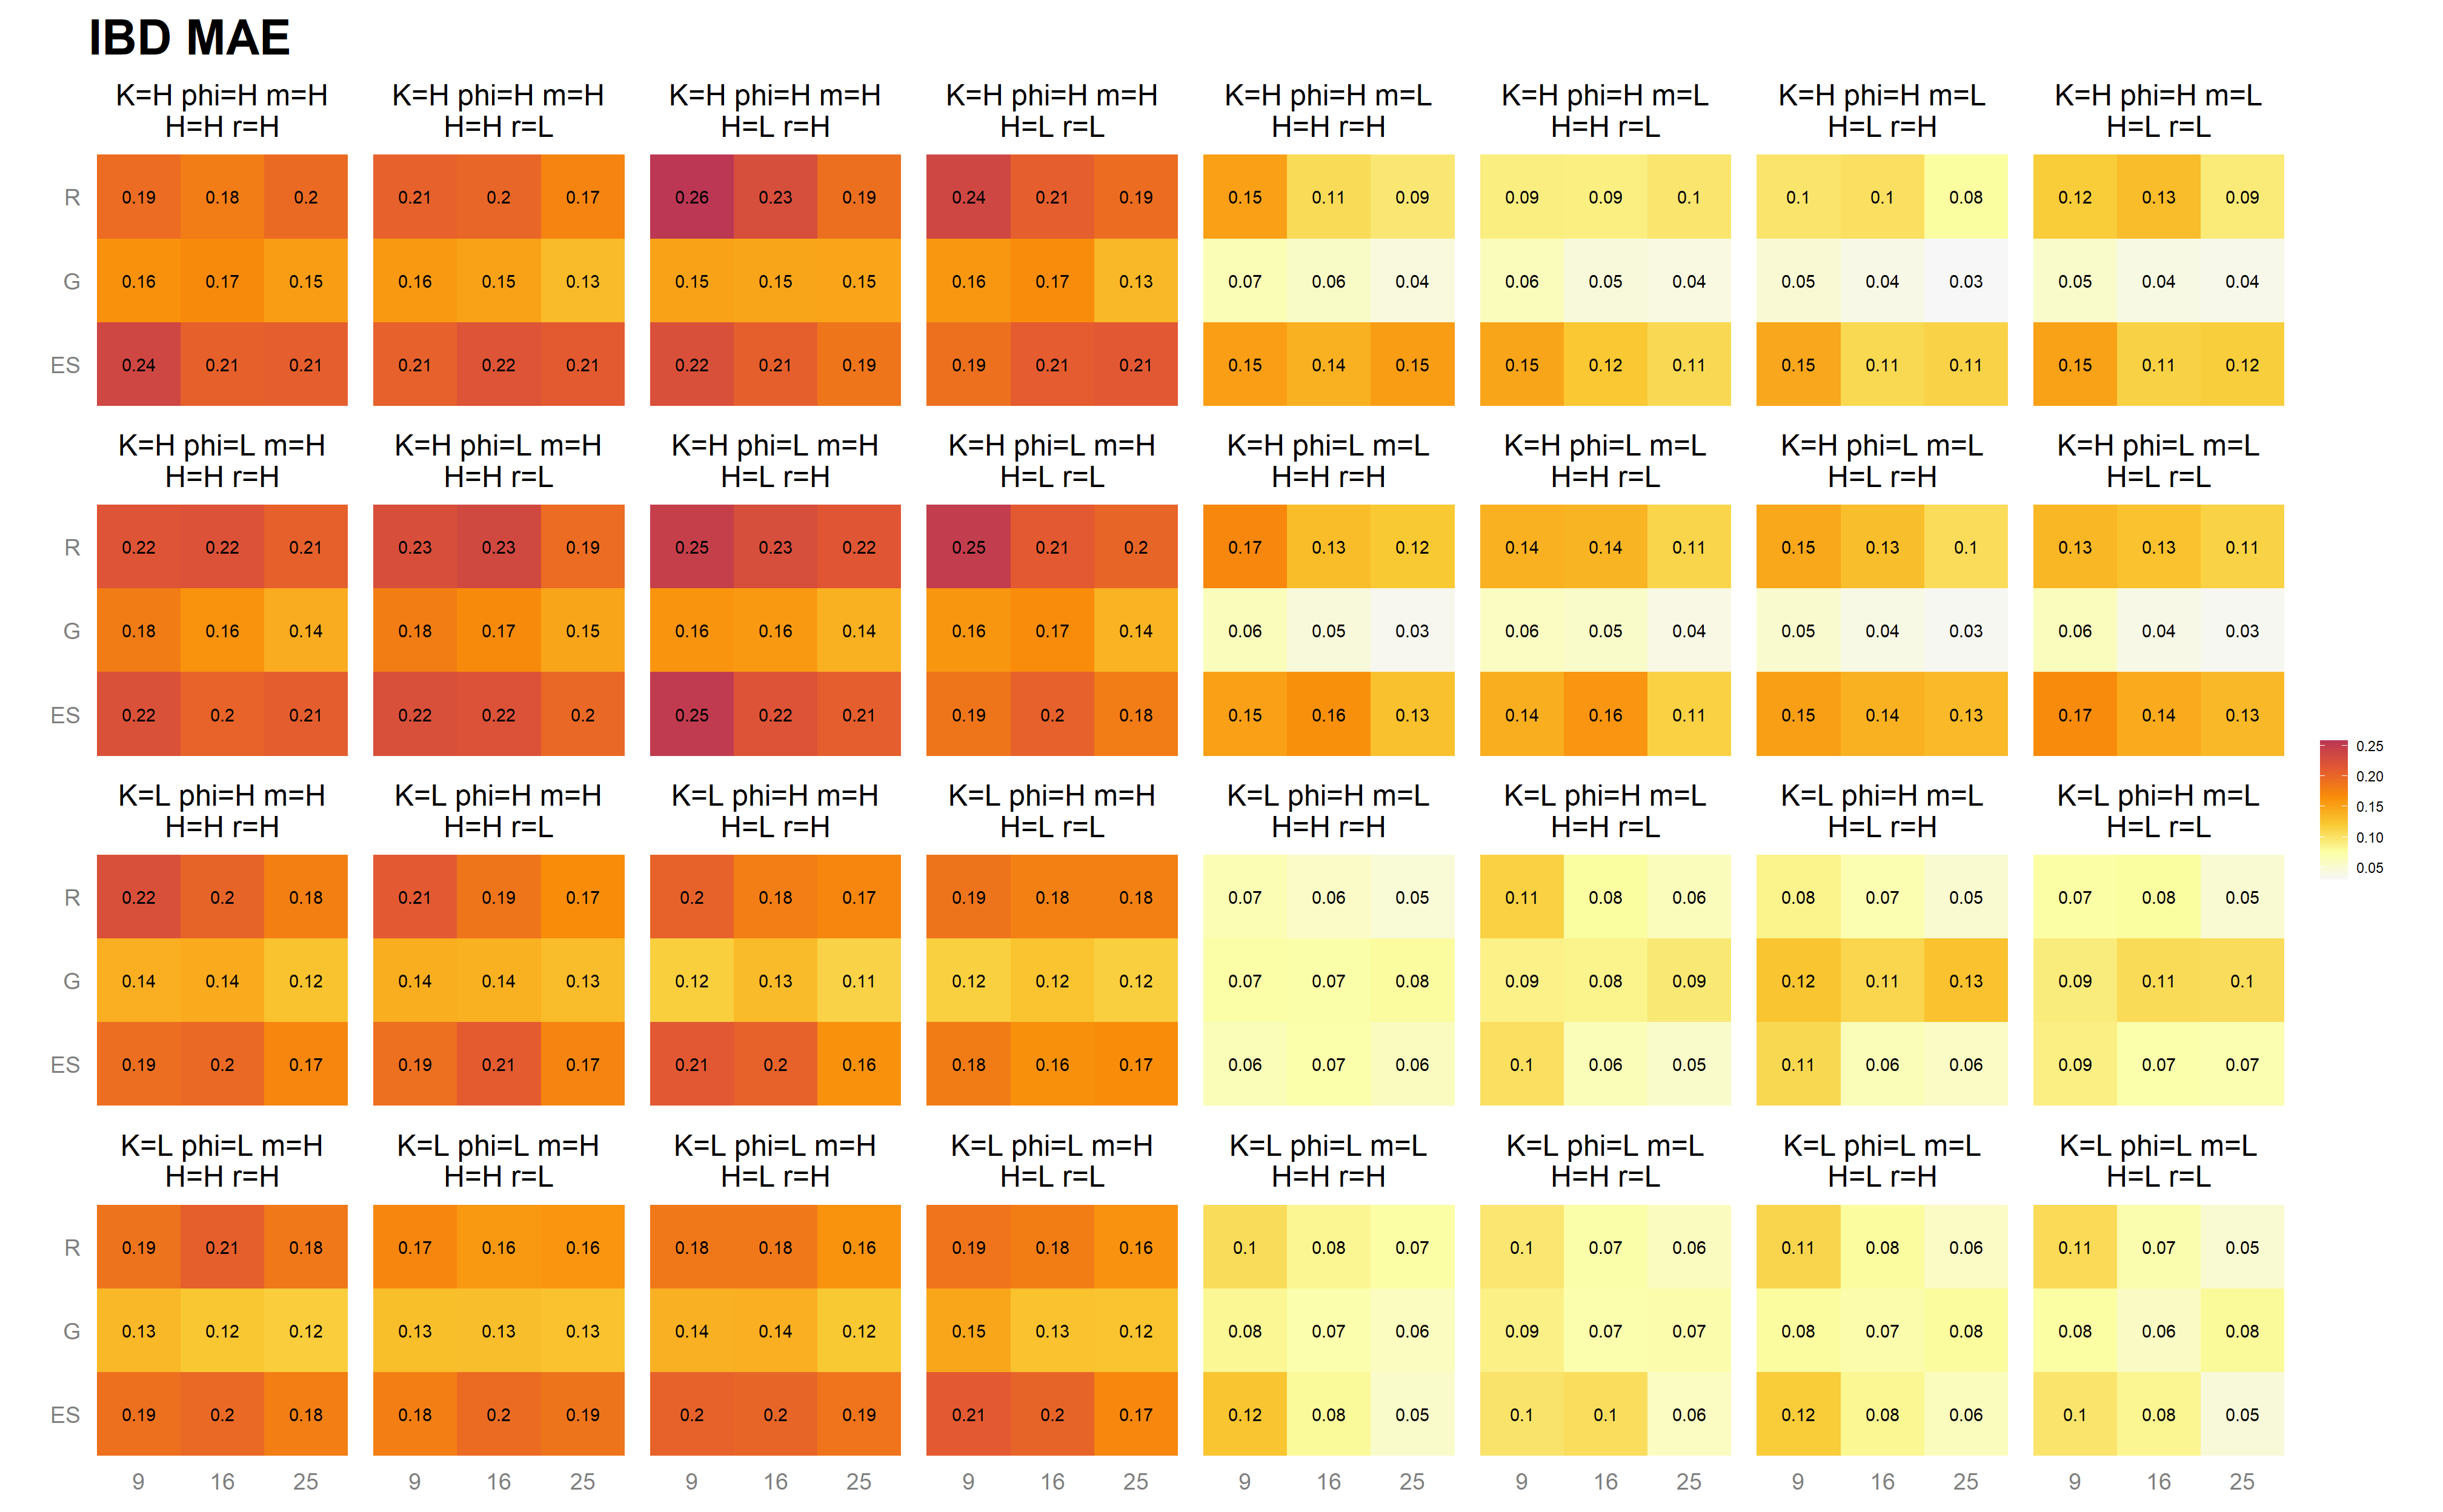 IBD MAE
K=H phi=H m=H K=H phi=H m=H K=H phi=H m=H K=H phi=H m=H K=H phi=H m=L K=H phi=H m=L K=H phi=H m=L K=H phi=H m=L
H=H r=H H=H r=L H=L r=H H=L r=L H=H r=H H=H r=L H=L r=H H=L r=L
R 0.19 0.18 0.2 0.21 0.2 0.17 0.26 0.23 0.19 0.24 0.21 0.19 0.15 0.11 0.09 0.09 0.09 0.1 0.1 0.1 0.08 0.12 0.13 0.09
G 0.16 0.17 0.15 0.16 0.15 0.13 0.15 0.15 0.15 0.16 0.17 0.13 0.07 0.06 0.04 0.06 0.05 0.04 0.05 0.04 0.03 0.05 0.04 0.04
ES 0.24 0.21 0.21 0.21 0.22 0.21 0.22 0.21 0.19 0.19 0.21 0.21 0.15 0.14 0.15 0.15 0.12 0.11 0.15 0.11 0.11 0.15 0.11 0.12
K=H phi=L m=H K=H phi=L m=H K=H phi=L m=H K=H phi=L m=H K=H phi=L m=L K=H phi=L m=L K=H phi=L m=L K=H phi=L m=L
H=H r=H H=H r=L H=L r=H H=L r=L H=H r=H H=H r=L H=L r=H H=L r=L
R 0.22 0.22 0.21 0.23 0.23 0.19 0.25 0.23 0.22 0.25 0.21 0.2 0.17 0.13 0.12 0.14 0.14 0.11 0.15 0.13 0.1 0.13 0.13 0.11
G 0.18 0.16 0.14 0.18 0.17 0.15 0.16 0.16 0.14 0.16 0.17 0.14 0.06 0.05 0.03 0.06 0.05 0.04 0.05 0.04 0.03 0.06 0.04 0.03
ES 0.22 0.2 0.21 0.22 0.22 0.2 0.25 0.22 0.21 0.19 0.2 0.18 0.15 0.16 0.13 0.14 0.16 0.11 0.15 0.14 0.13 0.17 0.14 0.13
K=L phi=H m=H K=L phi=H m=H K=L phi=H m=H K=L phi=H m=H K=L phi=H m=L K=L phi=H m=L K=L phi=H m=L K=L phi=H m=L
H=H r=H H=H r=L H=L r=H H=L r=L H=H r=H H=H r=L H=L r=H H=L r=L
R 0.22 0.2 0.18 0.21 0.19 0.17 0.2 0.18 0.17 0.19 0.18 0.18 0.07 0.06 0.05 0.11 0.08 0.06 0.08 0.07 0.05 0.07 0.08 0.05
G 0.14 0.14 0.12 0.14 0.14 0.13 0.12 0.13 0.11 0.12 0.12 0.12 0.07 0.07 0.08 0.09 0.08 0.09 0.12 0.11 0.13 0.09 0.11 0.1
ES 0.19 0.2 0.17 0.19 0.21 0.17 0.21 0.2 0.16 0.18 0.16 0.17 0.06 0.07 0.06 0.1 0.06 0.05 0.11 0.06 0.06 0.09 0.07 0.07
K=L phi=L m=H K=L phi=L m=H K=L phi=L m=H K=L phi=L m=H K=L phi=L m=L K=L phi=L m=L K=L phi=L m=L K=L phi=L m=L
H=H r=H H=H r=L H=L r=H H=L r=L H=H r=H H=H r=L H=L r=H H=L r=L
R 0.19 0.21 0.18 0.17 0.16 0.16 0.18 0.18 0.16 0.19 0.18 0.16 0.1 0.08 0.07 0.1 0.07 0.06 0.11 0.08 0.06 0.11 0.07 0.05
G 0.13 0.12 0.12 0.13 0.13 0.13 0.14 0.14 0.12 0.15 0.13 0.12 0.08 0.07 0.06 0.09 0.07 0.07 0.08 0.07 0.08 0.08 0.06 0.08
ES 0.19 0.2 0.18 0.18 0.2 0.19 0.2 0.2 0.19 0.21 0.2 0.17 0.12 0.08 0.05 0.1 0.1 0.06 0.12 0.08 0.06 0.1 0.08 0.05
9 16 25 9 16 25 9 16 25 9 16 25 9 16 25 9 16 25 9 16 25 9 16 25
0.25
0.20
0.15
0.10
0.05